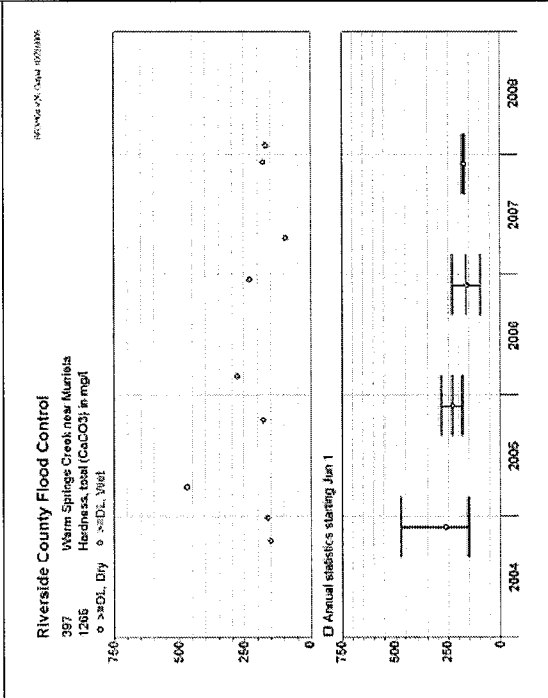 Riverside County Flood Control
397 Warm Springs Creek near Murrieta
1266 Hardness, total (CaCO3) in mg/l
o >=DL, Dry o >=DL, Wet
750
500
250
0
Annual statistics starting Jun 1
750
500
250
0
2004 2005 2006 2007 2008